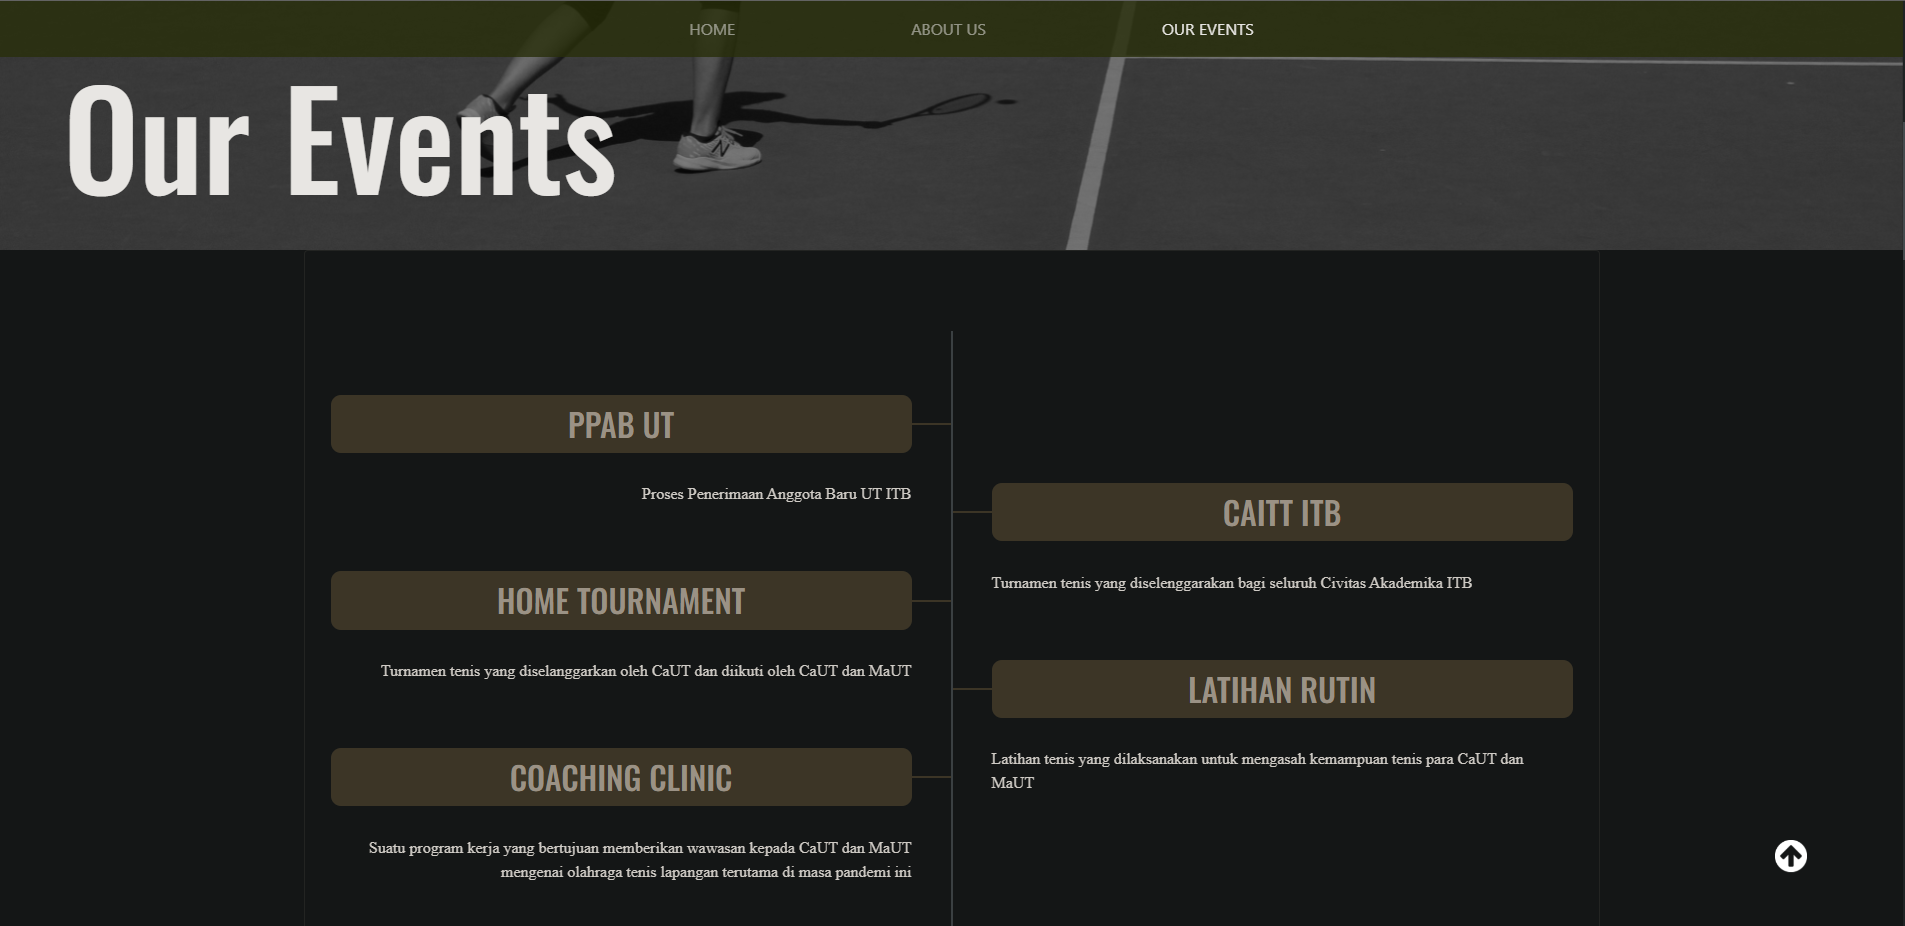 HOME
ABOUT US
OUR EVENTS
Our Events
PPAB UT
Proses Penerimaan Anggota Baru UT ITB
CAITT ITB
Turnamen tenis yang diselenggarakan bagi seluruh Civitas Akademika ITB
HOME TOURNAMENT
Turnamen tenis yang diselanggarkan oleh CaUT dan diikuti oleh CaUT dan MaUT
LATIHAN RUTIN
Latihan tenis yang dilaksanakan untuk mengasah kemampuan tenis para CaUT dan
MaUT
COACHING CLINIC
Suatu program kerja yang bertujuan memberikan wawasan kepada CaUT dan MaUT
mengenai olahraga tenis lapangan terutama di masa pandemi ini